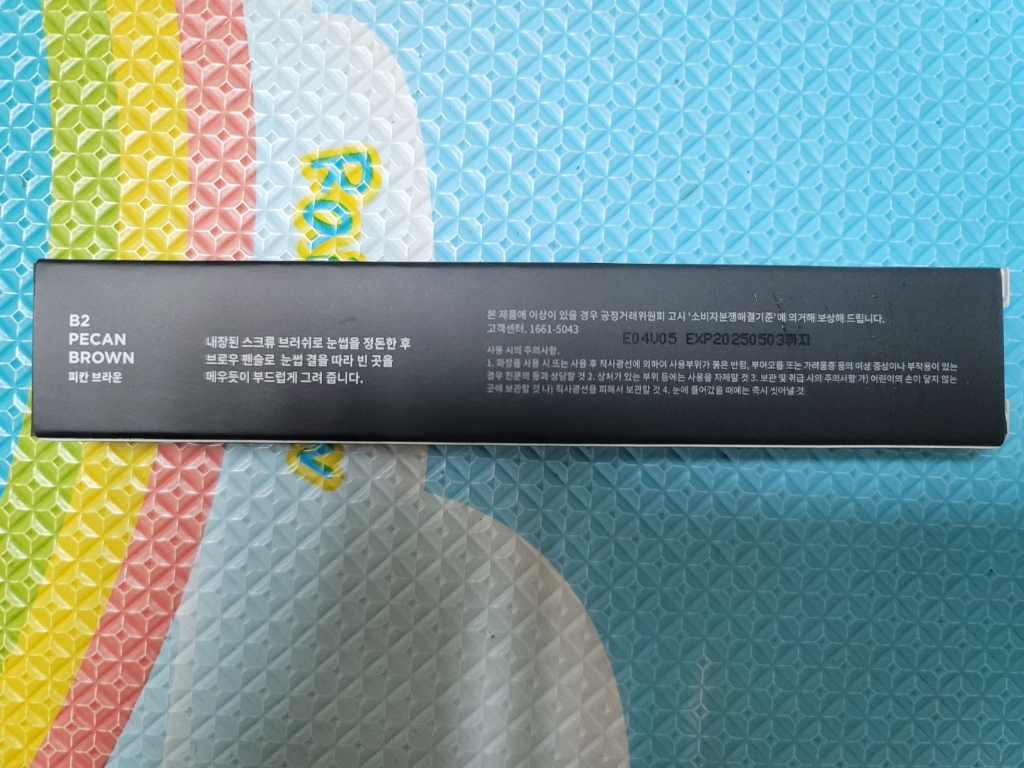 B2
PECAN
BROWN
피칸 브라운
내장된 스크류 브러쉬로 눈썹을 정돈한 후
브로우 펜슬로 눈썹 결을 따라 빈 곳을
메우듯이 부드럽게 그려 줍니다.
본 제품에 이상이 있을 경우 공정거래위원회 고시 '소비자분쟁해결기준'에 의거해 보상해 드립니다.
고객센터. 1661-5043
E04V05 EXP20250503까지
사용 시의 주의사항.
1. 화장품 사용 시 또는 사용 후 직사광선에 의하여 사용부위가 붉은 반점, 부어오름 또는 가려움증 등의 이상 증상이나 부작용이 있는
경우 전문의 등과 상담할 것 2. 상처가 있는 부위 등에는 사용을 자제할 것 3. 보관 및 취급 시의 주의사항 가) 어린이의 손이 닿지 않는
곳에 보관할 것 나) 직사광선을 피해서 보관할 것 4. 눈에 들어갔을 때에는 즉시 씻어낼 것